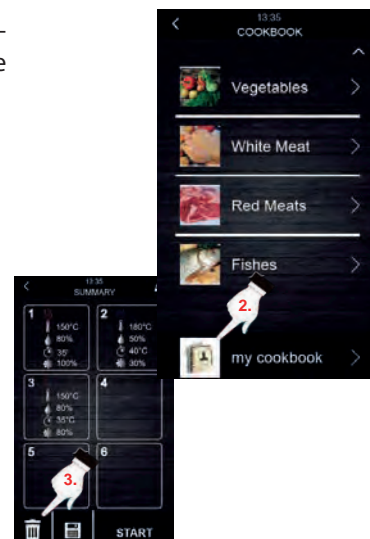 -
e
13:35
COOKBOOK
Vegetables
White Meat
Red Meats
Fishes
2.
my cookbook
13:35
SUMMARY
1
150°C
80%
35'
100%
2
180°C
50%
40°C
30%
3
150°C
80%
35°C
80%
4
5
6
3.
START